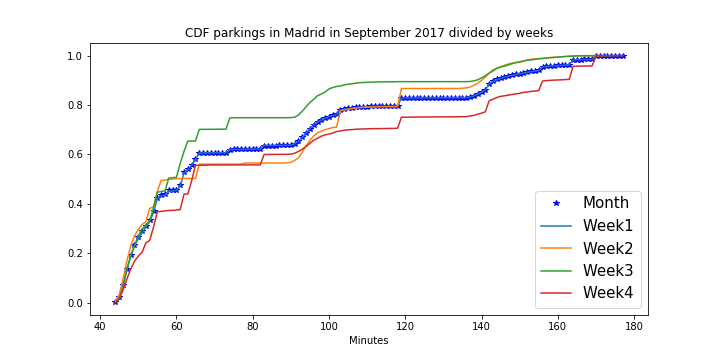 CDF parkings in Madrid in September 2017 divided by weeks
1.0
0.8
0.6
0.4
0.2
0.0
Month
Week1
Week2
Week3
Week4
40 60 80 100 120 140 160 180
Minutes